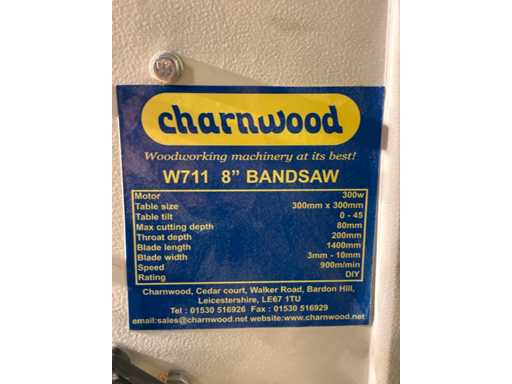 charnwood
Woodworking machinery at its best!
W711 8” BANDSAW
Motor 300w
Table size 300mm x 300mm
Table tilt 0 - 45
Max cutting depth 80mm
Throat depth 200mm
Blade length 1400mm
Blade width 3mm - 10mm
Speed 900m/min
Rating DIY
Charnwood, Cedar court, Walker Road, Bardon Hill,
Leicestershire, LE67 1TU
Tel : 01530 516926 Fax : 01530 516929
email:sales@charnwood.net website:www.charnwood.net